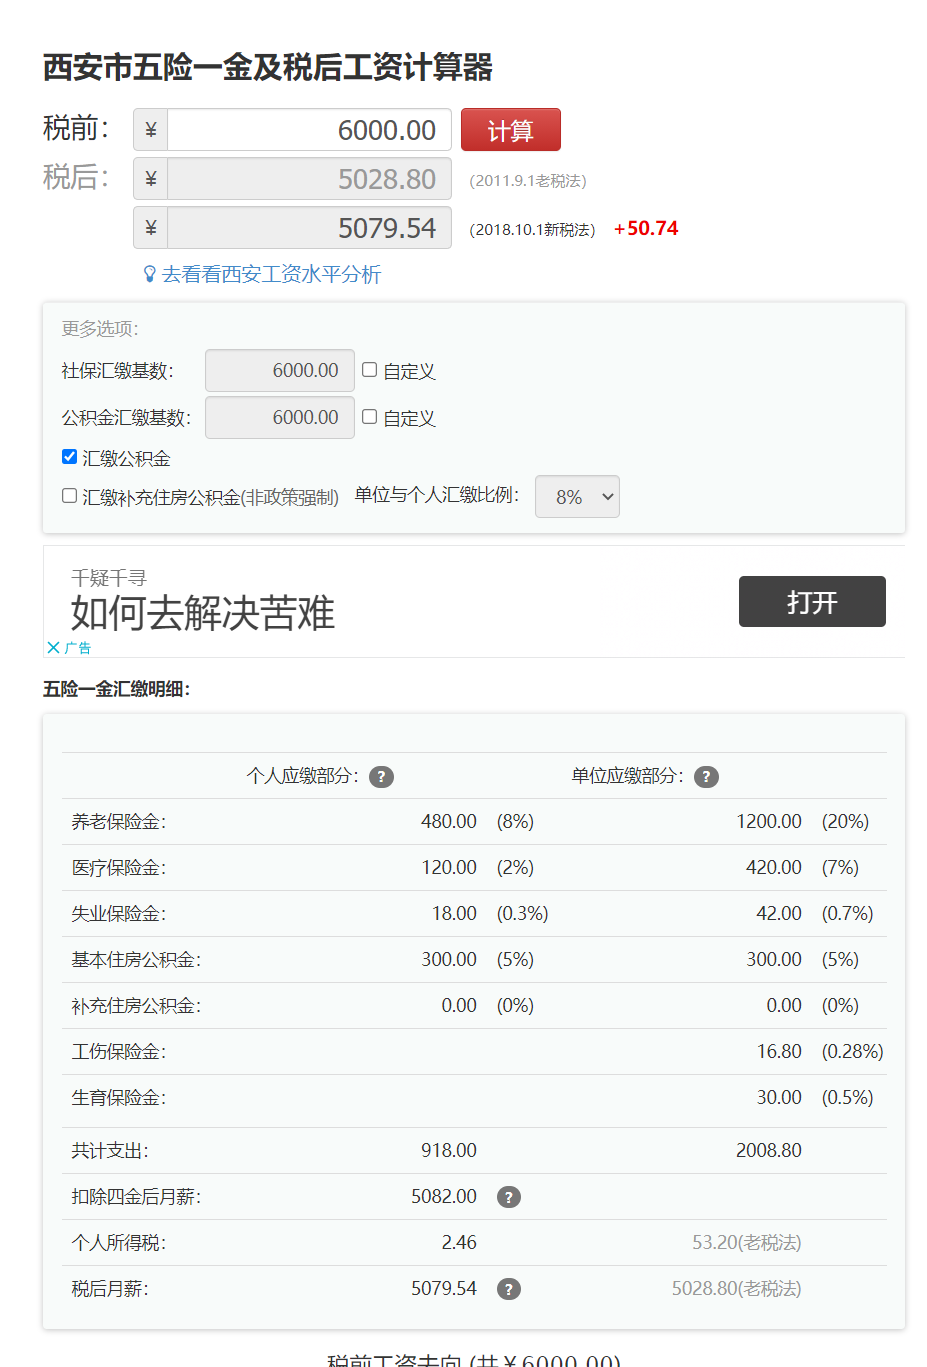 西安市五险一金及税后工资计算器
税前： ¥ 6000.00 计算
税后： ¥ 5028.80 (2011.9.1老税法)
¥ 5079.54 (2018.10.1新税法) +50.74
去看看西安工资水平分析
更多选项：
社保汇缴基数： 6000.00 自定义
公积金汇缴基数： 6000.00 自定义
汇缴公积金
汇缴补充住房公积金(非政策强制) 单位与个人汇缴比例： 8%
千疑千寻
如何去解决苦难
打开
广告
五险一金汇缴明细：
个人应缴部分： ? 单位应缴部分： ?
养老保险金： 480.00 (8%) 1200.00 (20%)
医疗保险金： 120.00 (2%) 420.00 (7%)
失业保险金： 18.00 (0.3%) 42.00 (0.7%)
基本住房公积金： 300.00 (5%) 300.00 (5%)
补充住房公积金： 0.00 (0%) 0.00 (0%)
工伤保险金： 16.80 (0.28%)
生育保险金： 30.00 (0.5%)
共计支出： 918.00 2008.80
扣除四金后月薪： 5082.00 ?
个人所得税： 2.46 53.20(老税法)
税后月薪： 5079.54 ? 5028.80(老税法)
税前工资去向 (共￥6000.00)